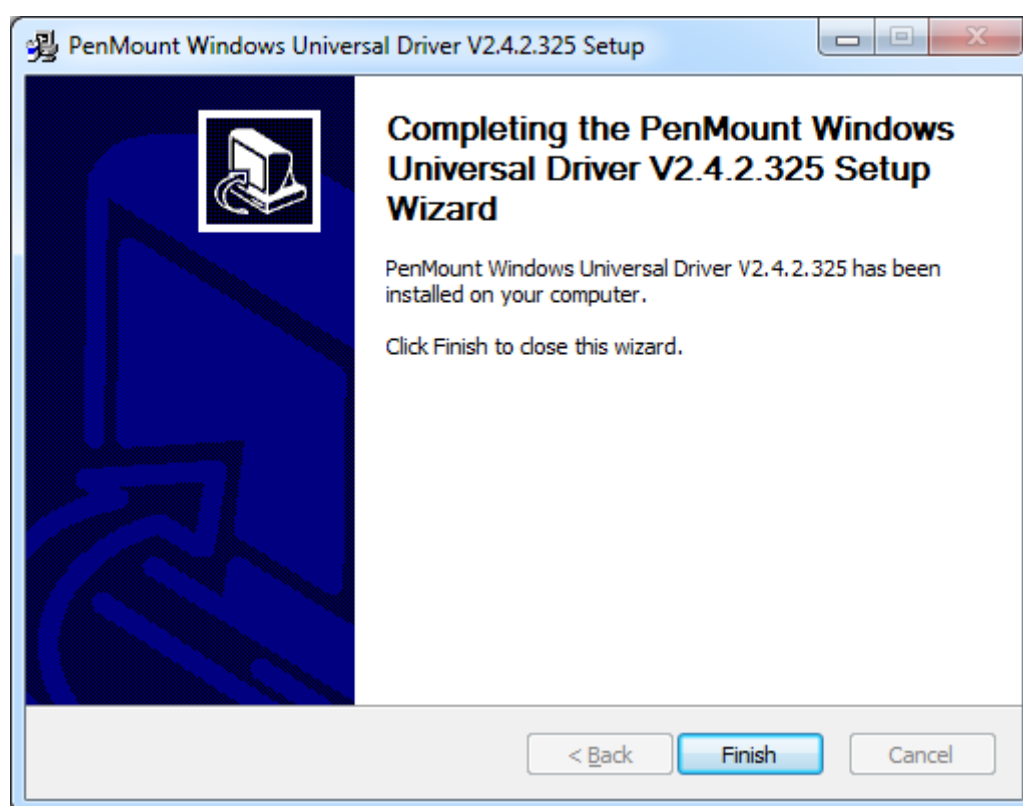 PenMount Windows Universal Driver V2.4.2.325 Setup
Completing the PenMount Windows
Universal Driver V2.4.2.325 Setup
Wizard
PenMount Windows Universal Driver V2.4.2.325 has been
installed on your computer.
Click Finish to close this wizard.
< Back
Finish
Cancel